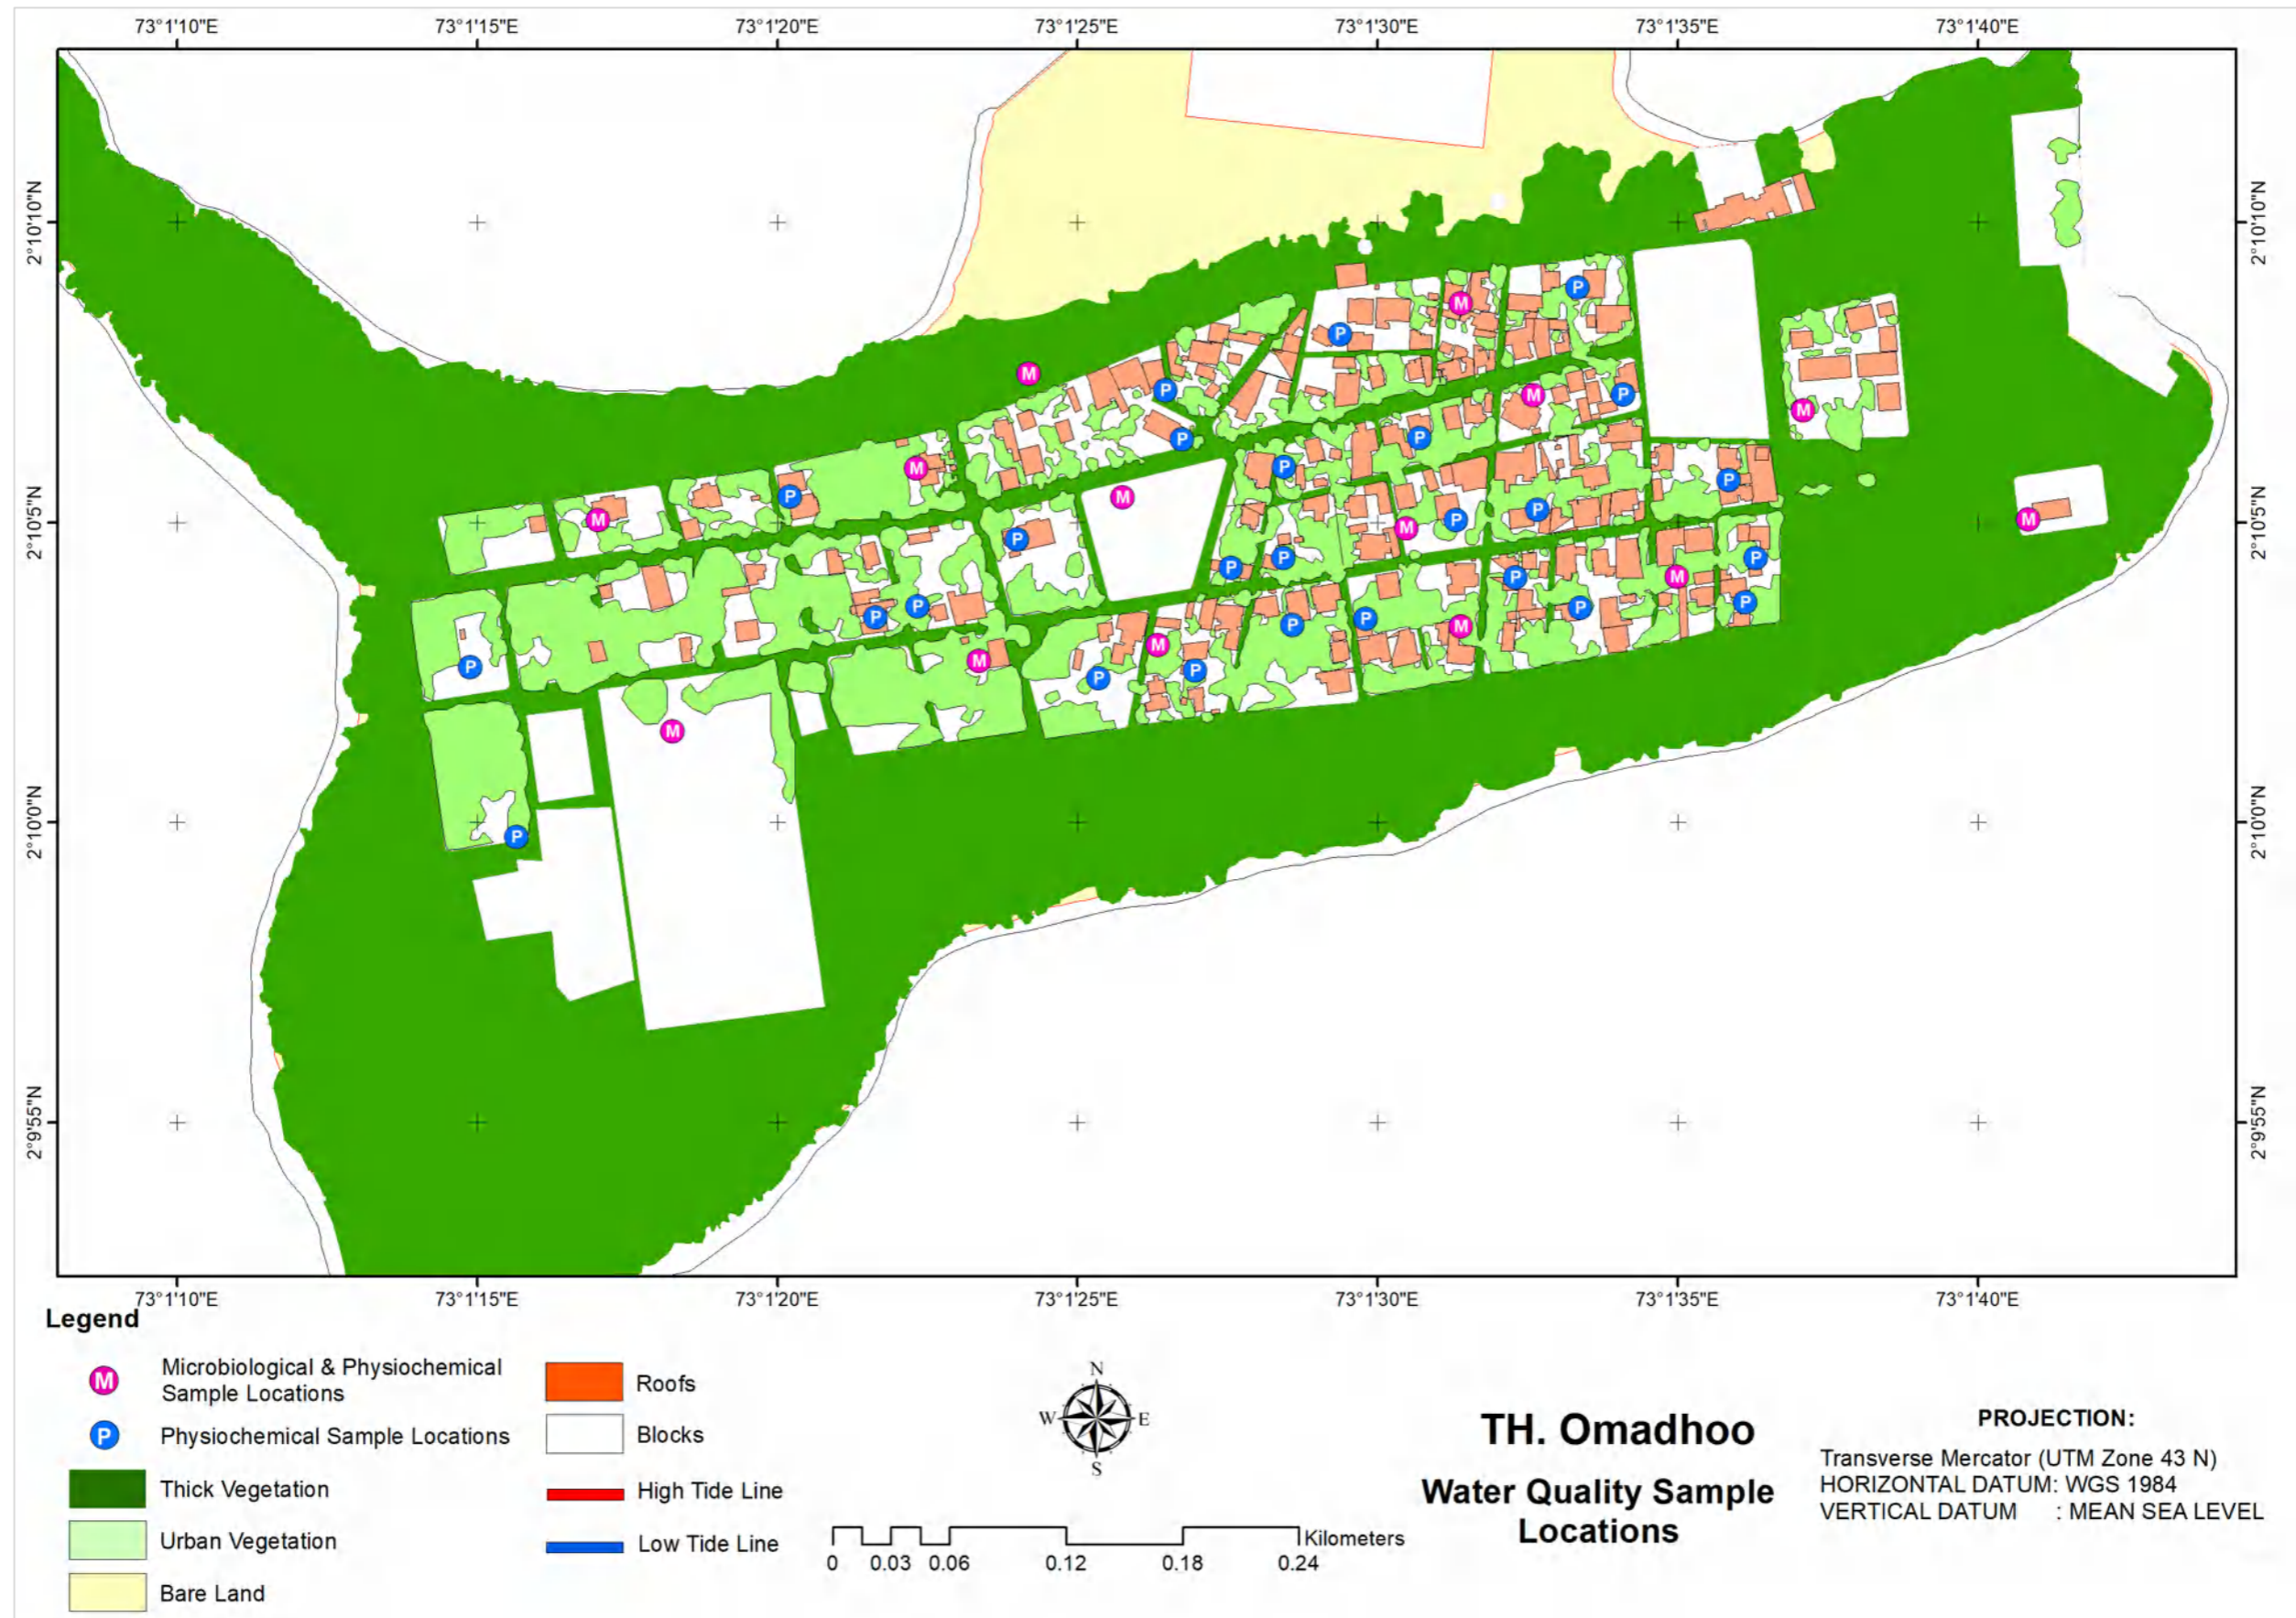 73°1'10"E 73°1'15"E 73°1'20"E 73°1'25"E 73°1'30"E 73°1'35"E 73°1'40"E
2°10'10"N 2°10'10"N
P
M
P
M
P
M P
M
P
P
M
P
M
P
P
P
M
M
P
P
M
M
P
P
P
P
P
P
M
P
P
P
P
P
P
M
M
P
P
M
P
M
P
2°10'5"N 2°10'5"N
2°10'0"N 2°10'0"N
2°9'55"N 2°9'55"N
73°1'10"E 73°1'15"E 73°1'20"E 73°1'25"E 73°1'30"E 73°1'35"E 73°1'40"E
Legend
M Microbiological & Physiochemical
Sample Locations
P Physiochemical Sample Locations
Thick Vegetation
Urban Vegetation
Bare Land
Roofs
Blocks
High Tide Line
Low Tide Line
N
W E
S
Kilometers
0 0.03 0.06 0.12 0.18 0.24
TH. Omadhoo
Water Quality Sample
Locations
PROJECTION:
Transverse Mercator (UTM Zone 43 N)
HORIZONTAL DATUM: WGS 1984
VERTICAL DATUM : MEAN SEA LEVEL